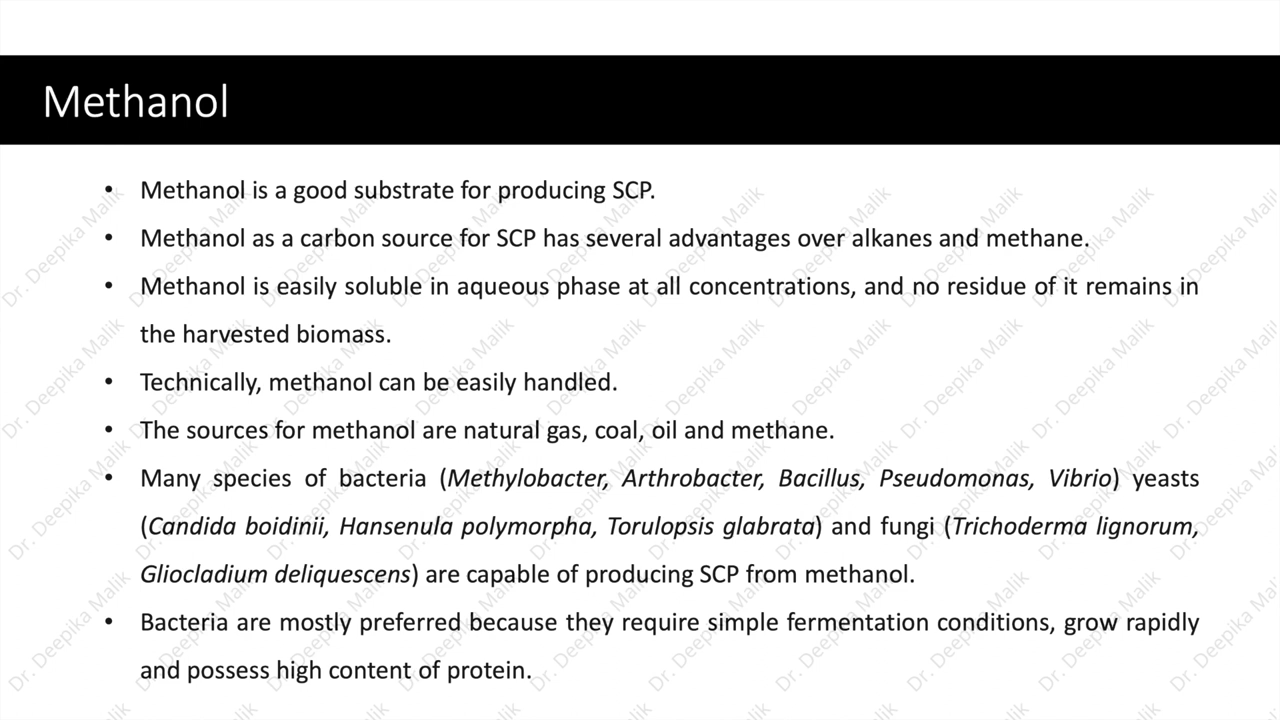 Methanol
• Methanol is a good substrate for producing SCP.
• Methanol as a carbon source for SCP has several advantages over alkanes and methane.
• Methanol is easily soluble in aqueous phase at all concentrations, and no residue of it remains in
the harvested biomass.
• Technically, methanol can be easily handled.
• The sources for methanol are natural gas, coal, oil and methane.
• Many species of bacteria (Methylobacter, Arthrobacter, Bacillus, Pseudomonas, Vibrio) yeasts
(Candida boidinii, Hansenula polymorpha, Torulopsis glabrata) and fungi (Trichoderma lignorum,
Gliocladium deliquescens) are capable of producing SCP from methanol.
• Bacteria are mostly preferred because they require simple fermentation conditions, grow rapidly
and possess high content of protein.
Dr. Deepika Malik